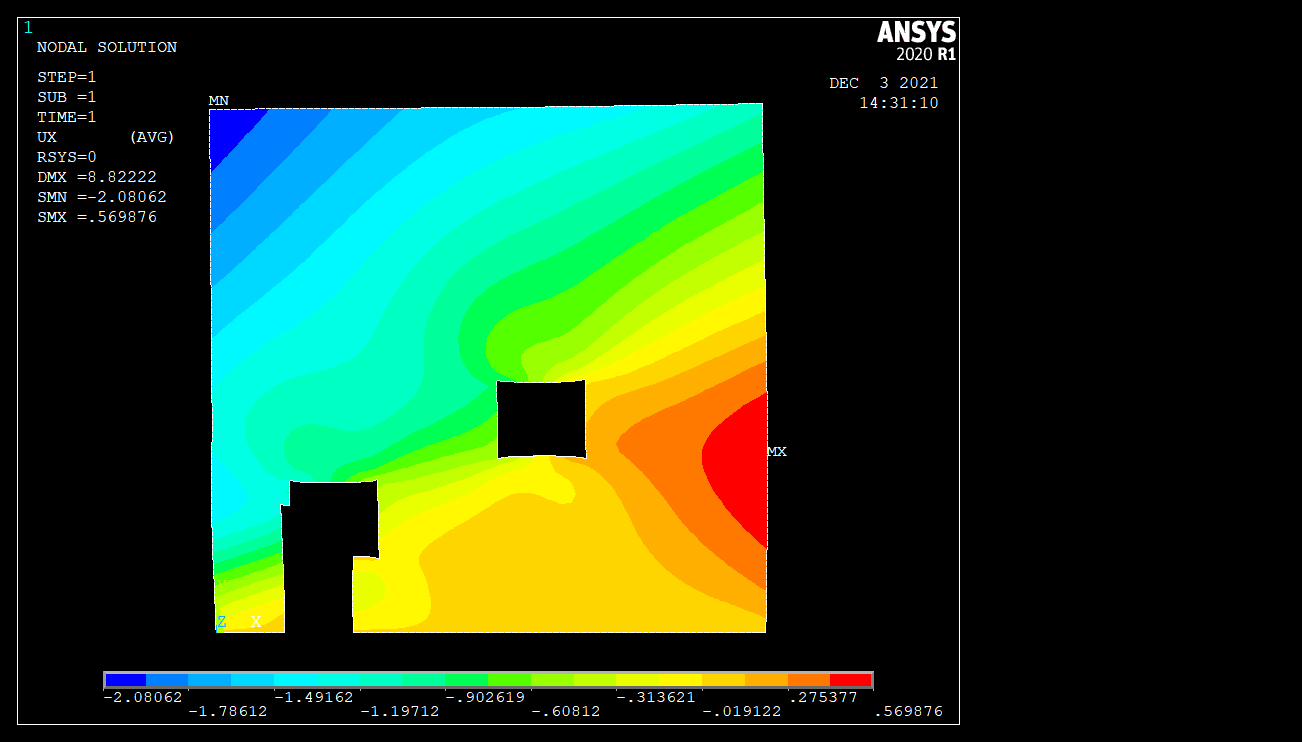 1
ANSYS
2020 R1
NODAL SOLUTION
STEP=1
SUB =1
TIME=1
UX (AVG)
RSYS=0
DMX =8.82222
SMN =-2.08062
SMX =.569876
DEC 3 2021
14:31:10
MN
MX
Z X
-2.08062 -1.49162 -.902619 -.313621 .275377
-1.78612 -1.19712 -.60812 -.019122 .569876